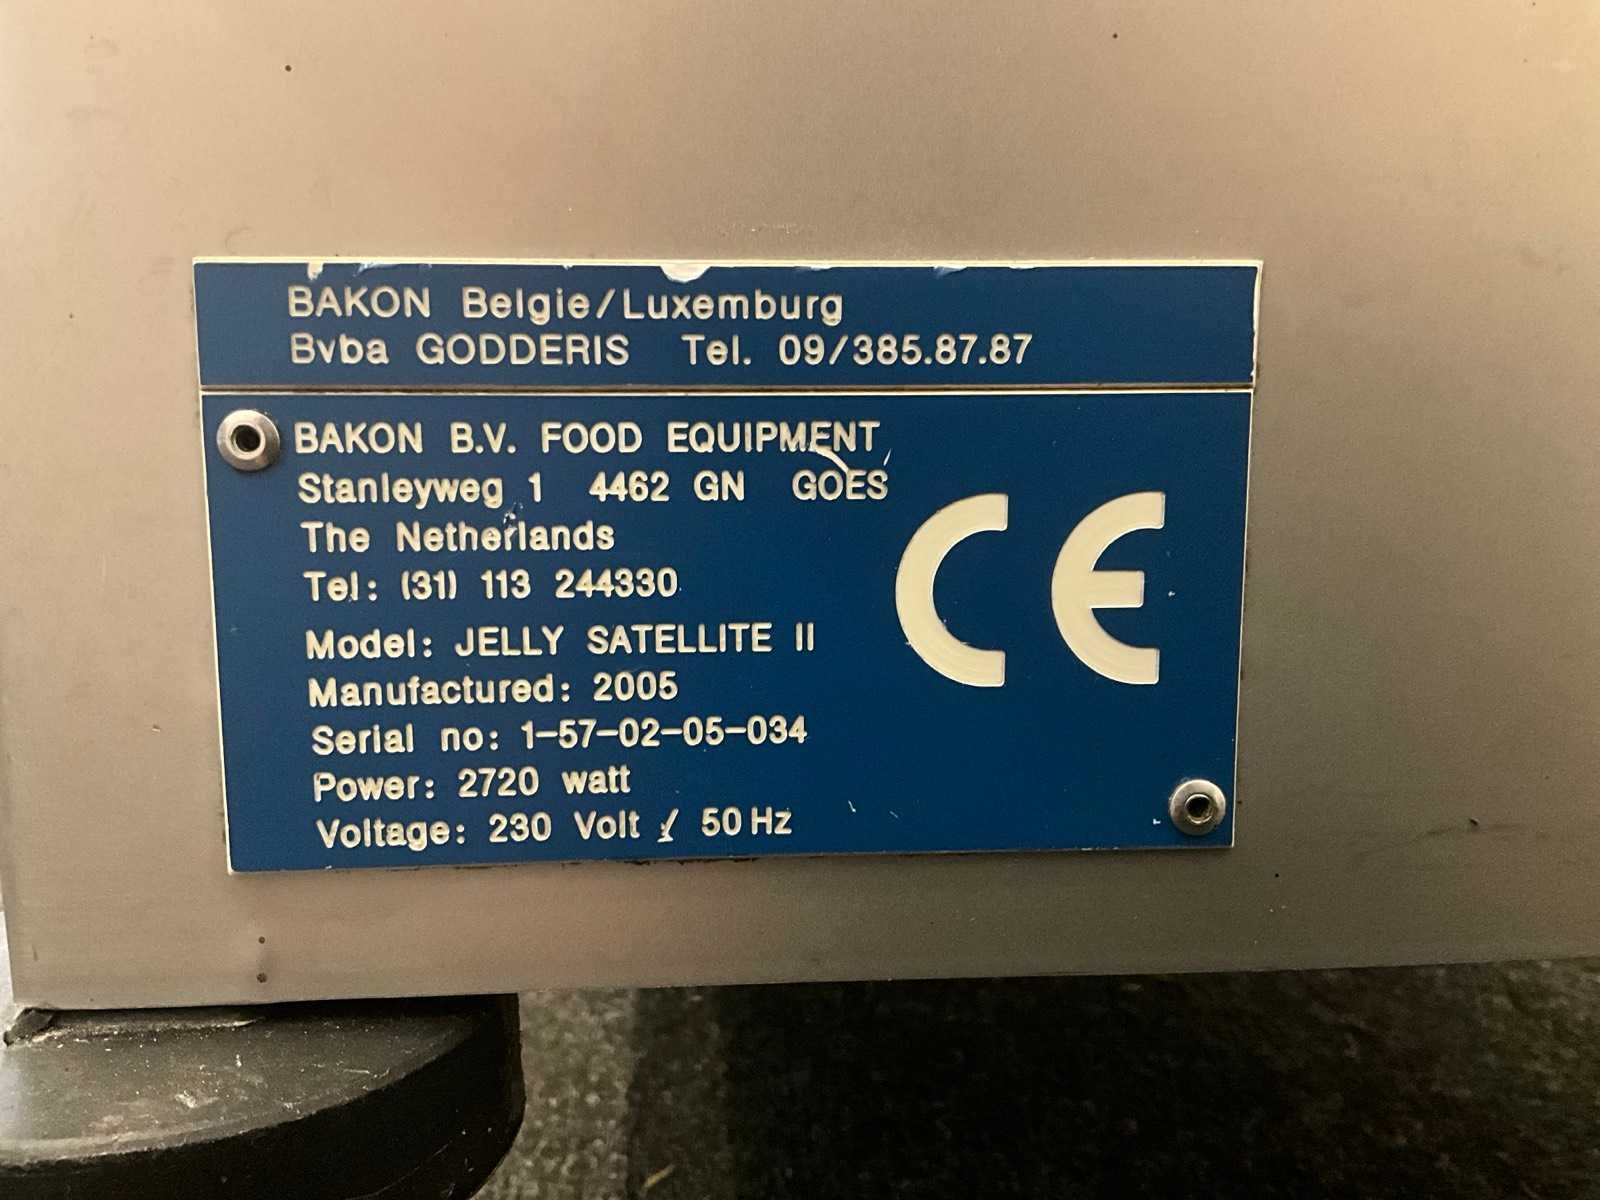 BAKON Belgie/Luxemburg
Bvba GODDERIS Tel. 09/385.87.87
BAKON B.V. FOOD EQUIPMENT
Stanleyweg 1 4462 GN GOES
The Netherlands
Tel: (31) 113 244330
Model: JELLY SATELLITE II
Manufactured: 2005
Serial no: 1-57-02-05-034
Power: 2720 watt
Voltage: 230 Volt / 50 Hz
CE